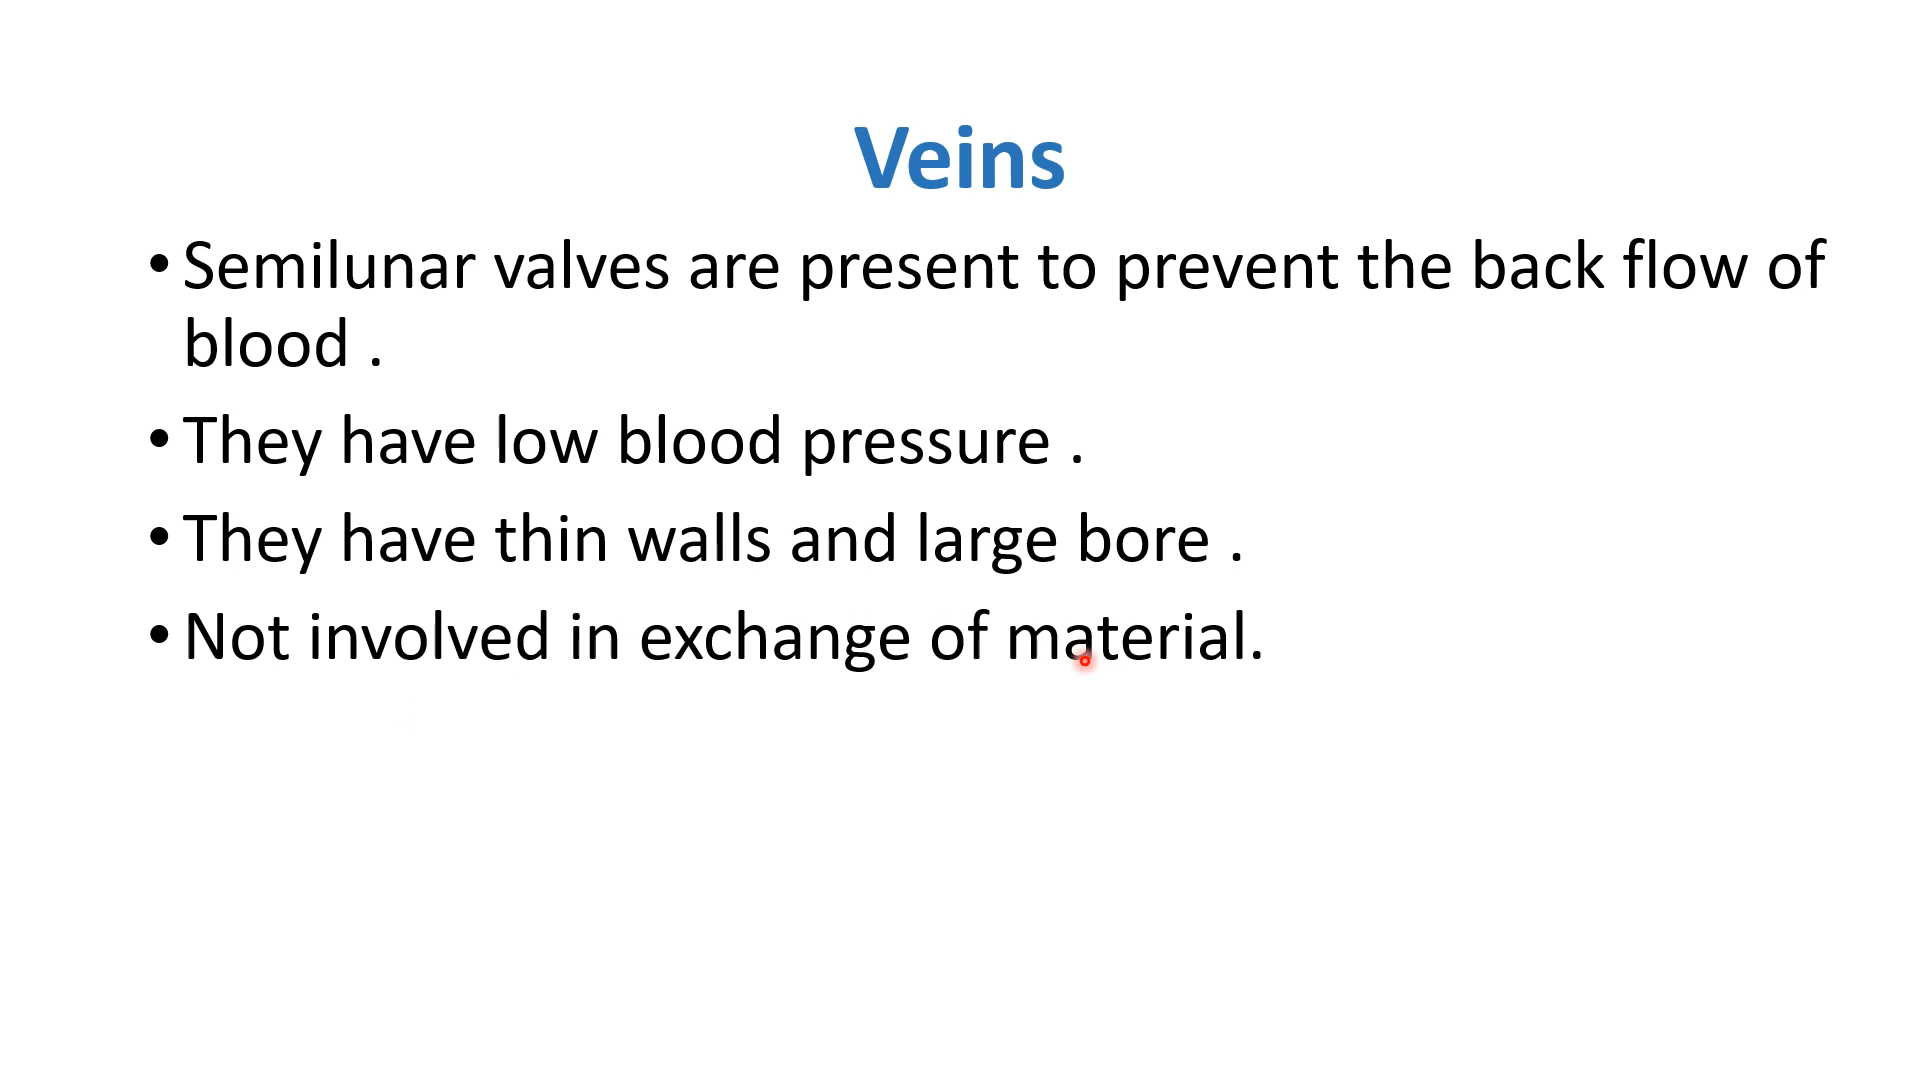 Veins
• Semilunar valves are present to prevent the back flow of
blood .
• They have low blood pressure .
• They have thin walls and large bore .
• Not involved in exchange of material.